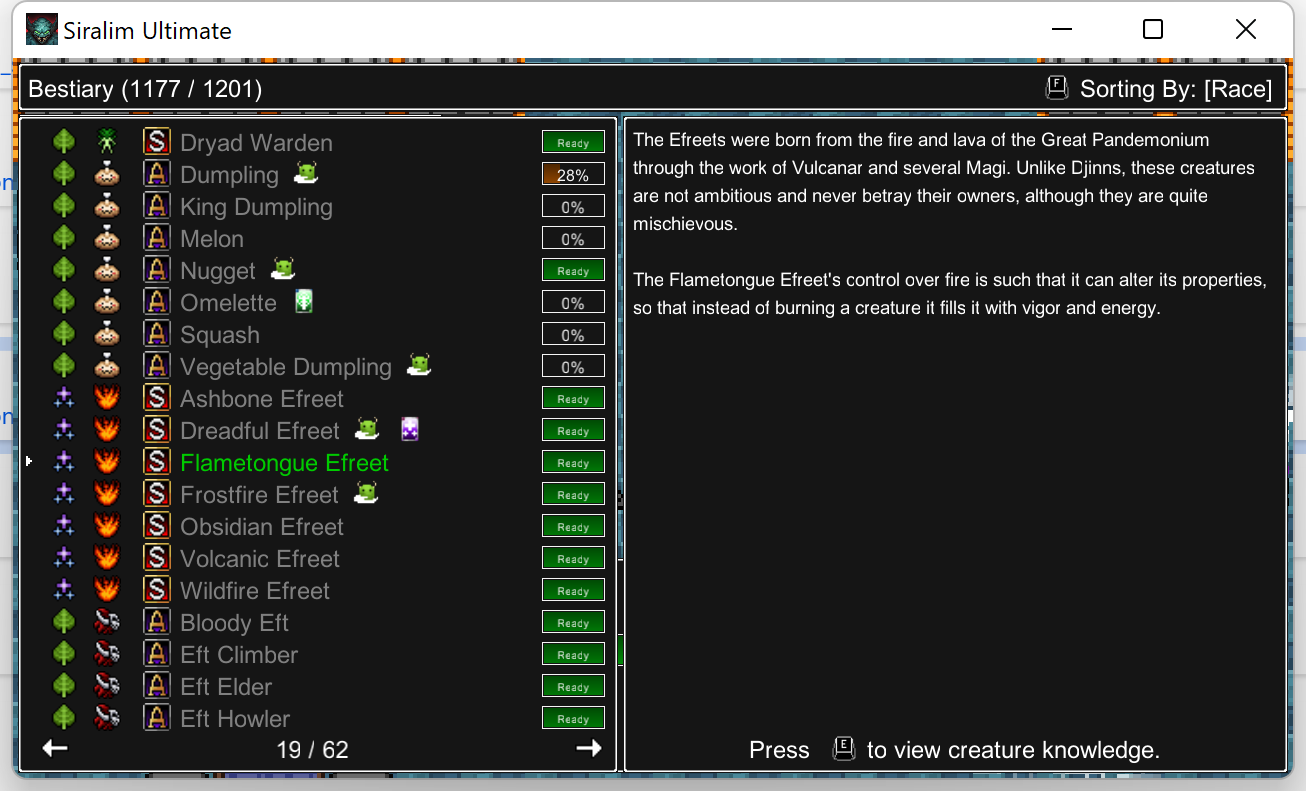 Siralim Ultimate
Bestiary (1177 / 1201)
F Sorting By: [Race]
S Dryad Warden Ready
A Dumpling 28%
A King Dumpling 0%
A Melon 0%
A Nugget Ready
A Omelette 0%
A Squash 0%
A Vegetable Dumpling 0%
S Ashbone Efreet Ready
S Dreadful Efreet Ready
S Flametongue Efreet Ready
S Frostfire Efreet Ready
S Obsidian Efreet Ready
S Volcanic Efreet Ready
S Wildfire Efreet Ready
A Bloody Eft Ready
A Eft Climber Ready
A Eft Elder Ready
A Eft Howler Ready
19 / 62
The Efreets were born from the fire and lava of the Great Pandemonium
through the work of Vulcanar and several Magi. Unlike Djinns, these creatures
are not ambitious and never betray their owners, although they are quite
mischievous.
The Flametongue Efreet's control over fire is such that it can alter its properties,
so that instead of burning a creature it fills it with vigor and energy.
Press E to view creature knowledge.